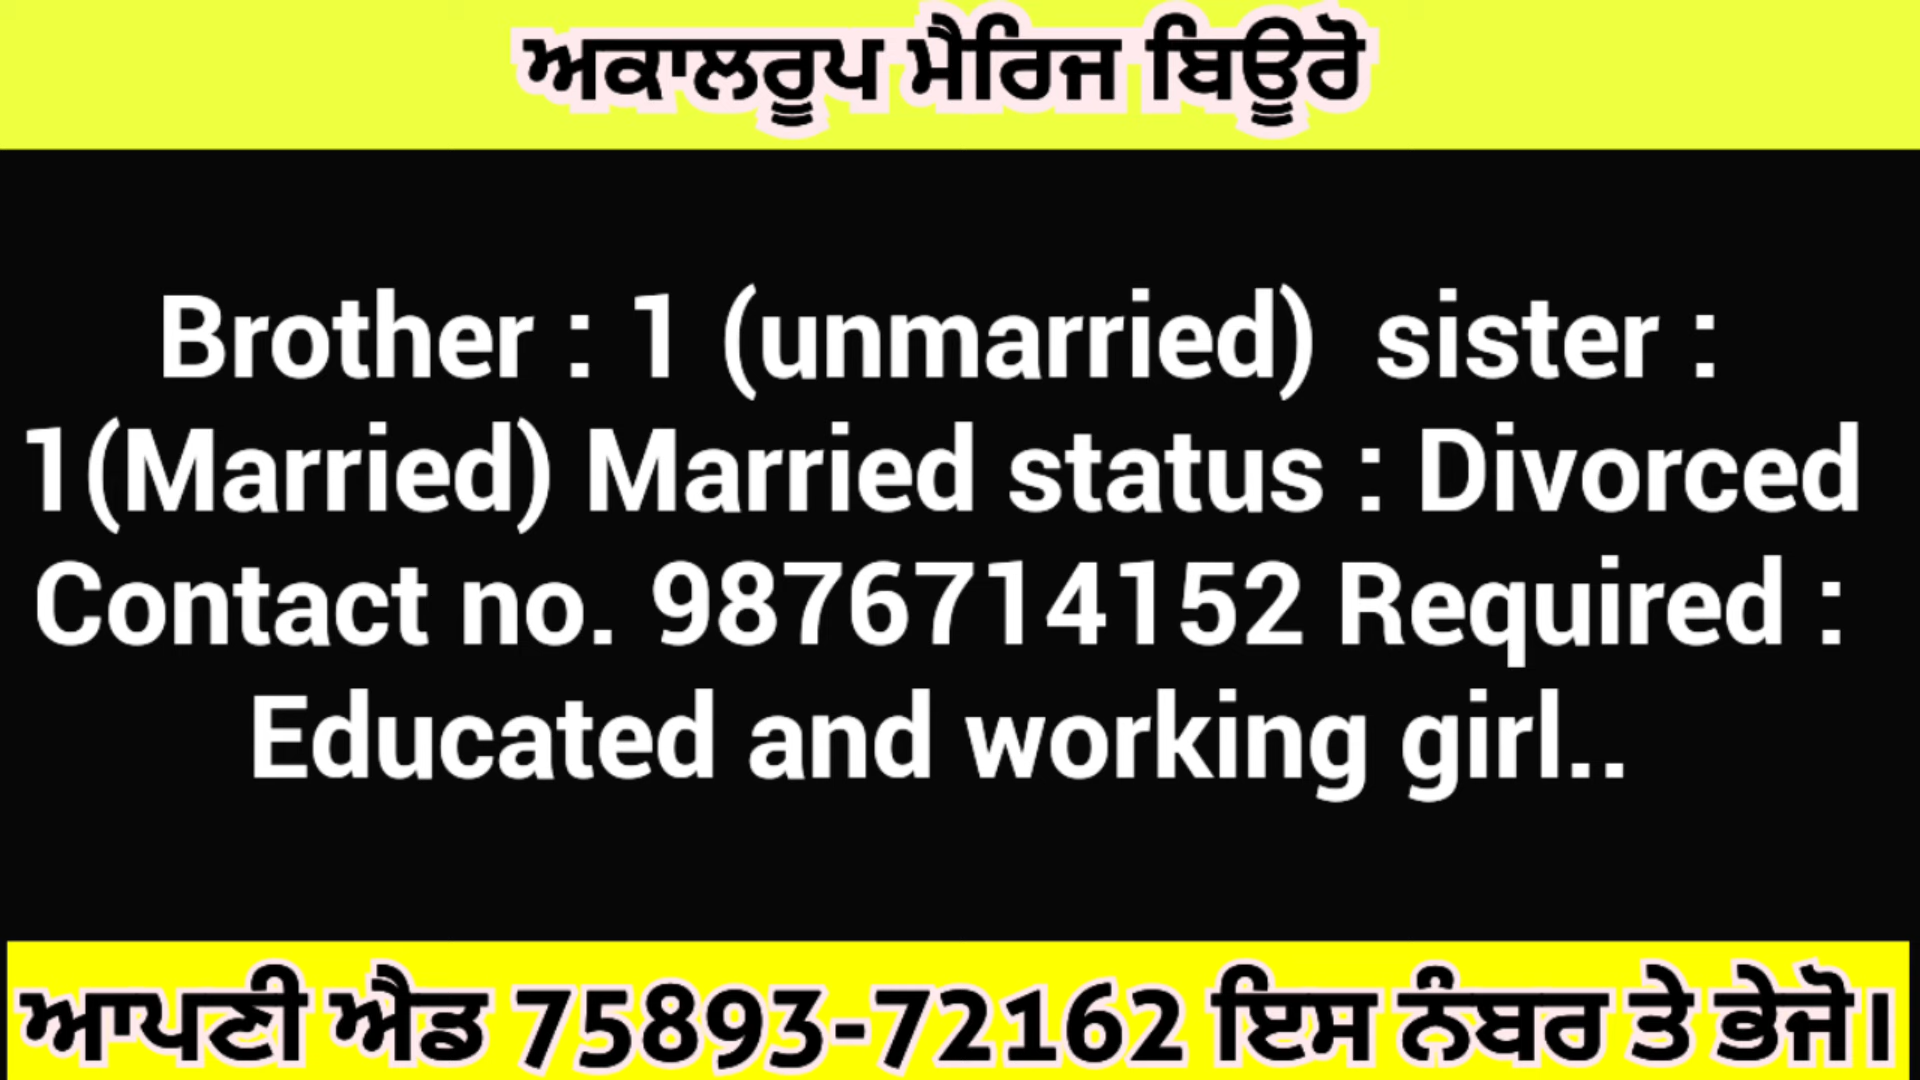 ਅਕਾਲਰੂਪ ਮੈਰਿਜ ਬਿਊਰੋ
Brother : 1 (unmarried)  sister :
1(Married) Married status : Divorced
Contact no. 9876714152 Required :
Educated and working girl..
ਆਪਣੀ ਐਡ 75893-72162 ਇਸ ਨੰਬਰ ਤੇ ਭੇਜੋ।